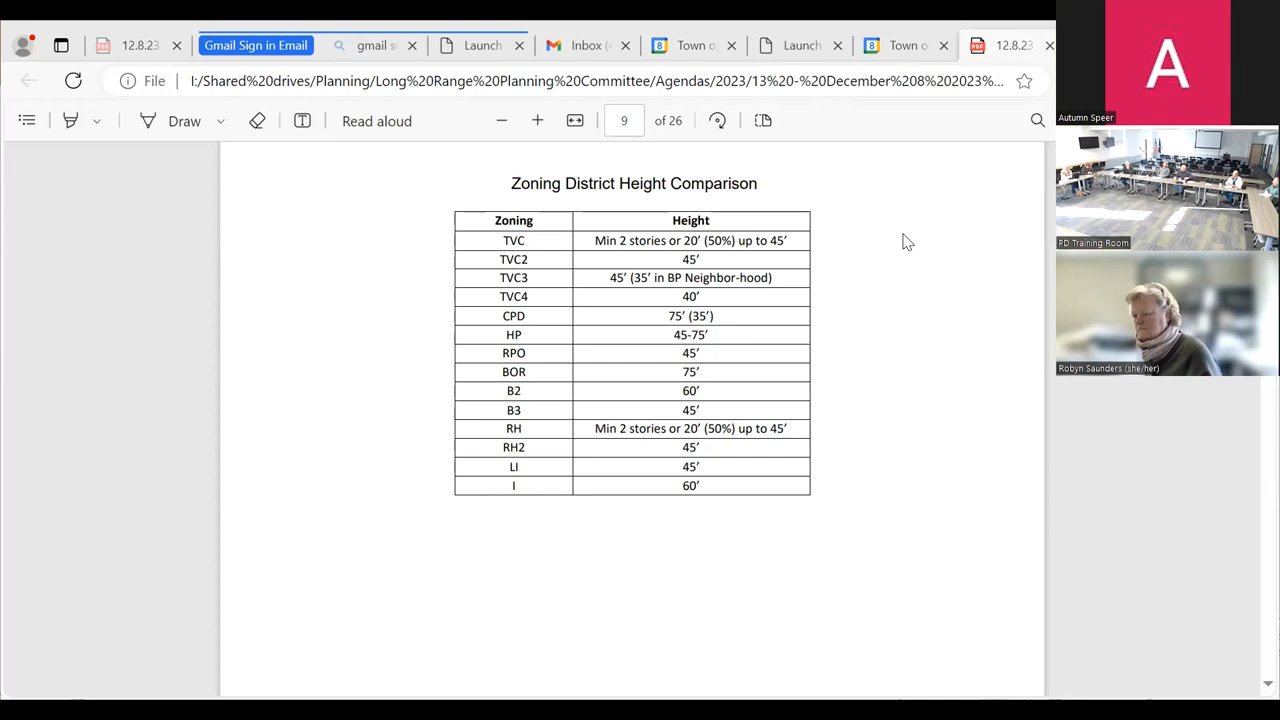 12.8.23
Gmail Sign in Email
gmail s
Launch
Inbox (
Town o
Launch
Town o
12.8.23
File
I:/Shared%20drives/Planning/Long%20Range%20Planning%20Committee/Agendas/2023/13%20-%20December%208%202023%...
Draw
Read aloud
9 of 26
Zoning District Height Comparison
Zoning Height
TVC Min 2 stories or 20’ (50%) up to 45’
TVC2 45’
TVC3 45’ (35’ in BP Neighbor-hood)
TVC4 40’
CPD 75’ (35’)
HP 45-75’
RPO 45’
BOR 75’
B2 60’
B3 45’
RH Min 2 stories or 20’ (50%) up to 45’
RH2 45’
LI 45’
I 60’
A
Autumn Speer
PD Training Room
Robyn Saunders (she/her)